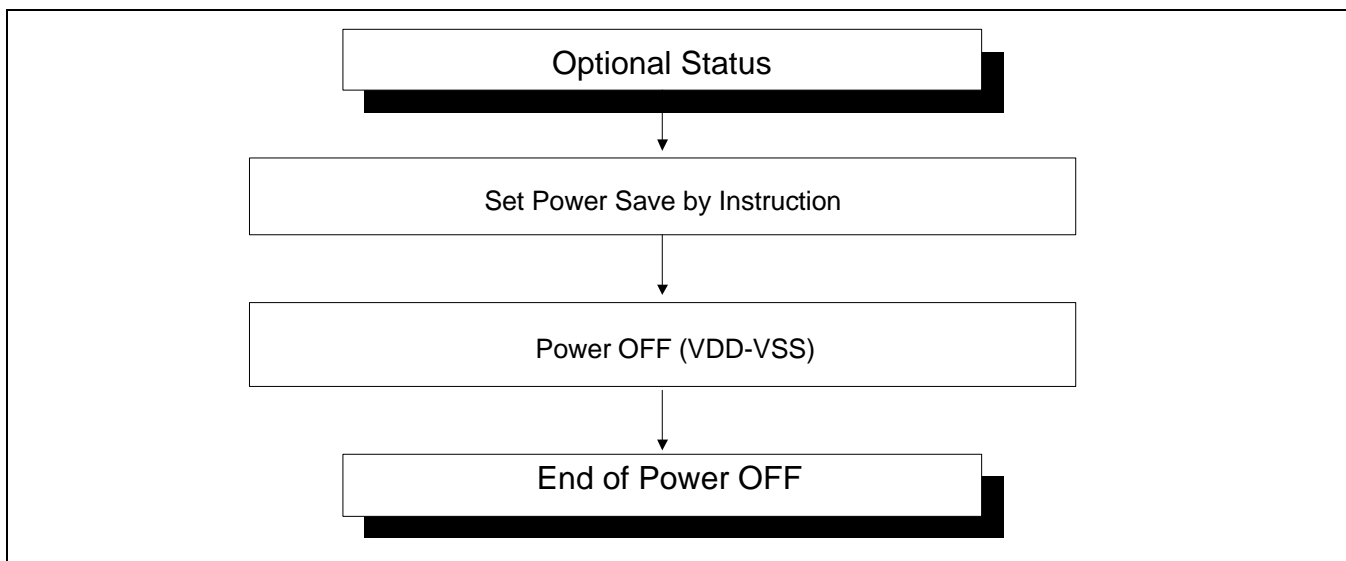 Optional Status
Set Power Save by Instruction
Power OFF (VDD-VSS)
End of Power OFF